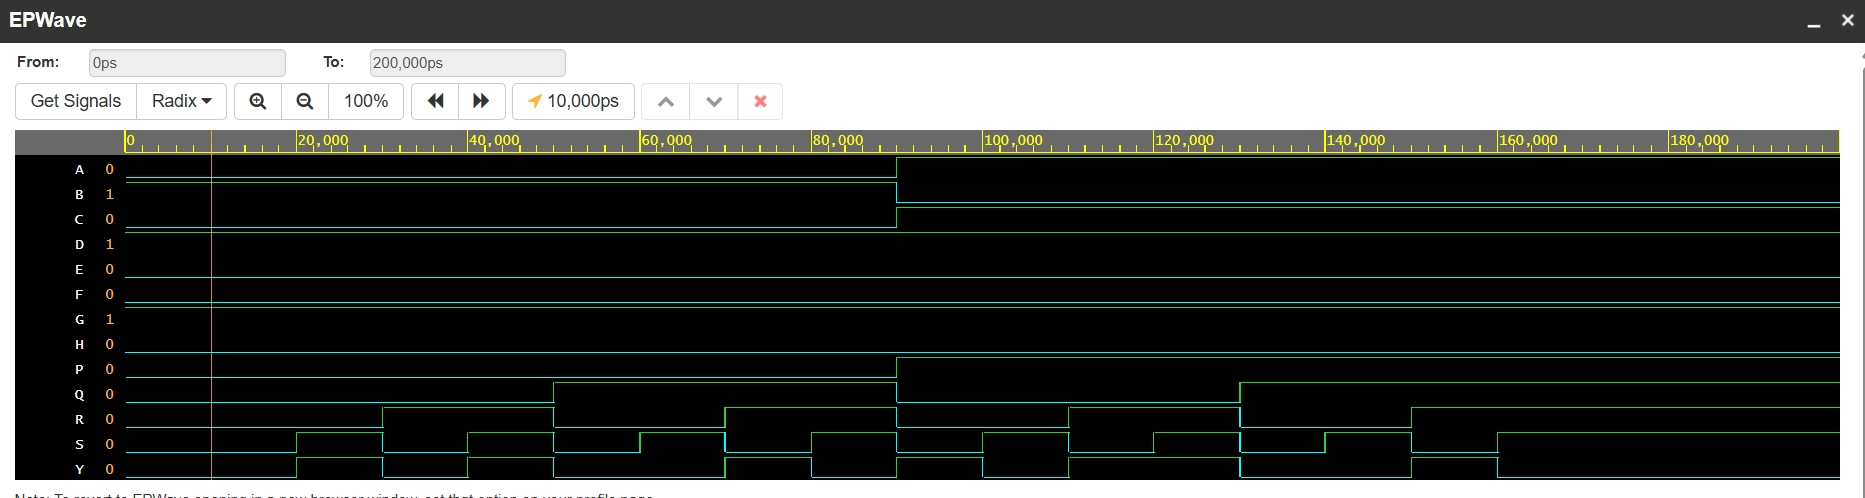 EPWave
From: 0ps To: 200,000ps
Get Signals Radix 100% 10,000ps
0 20,000 40,000 60,000 80,000 100,000 120,000 140,000 160,000 180,000
A 0
B 1
C 0
D 1
E 0
F 0
G 1
H 0
P 0
Q 0
R 0
S 0
Y 0
Note: To revert to EPWave opening in a new browser window, set that option on your profile page.